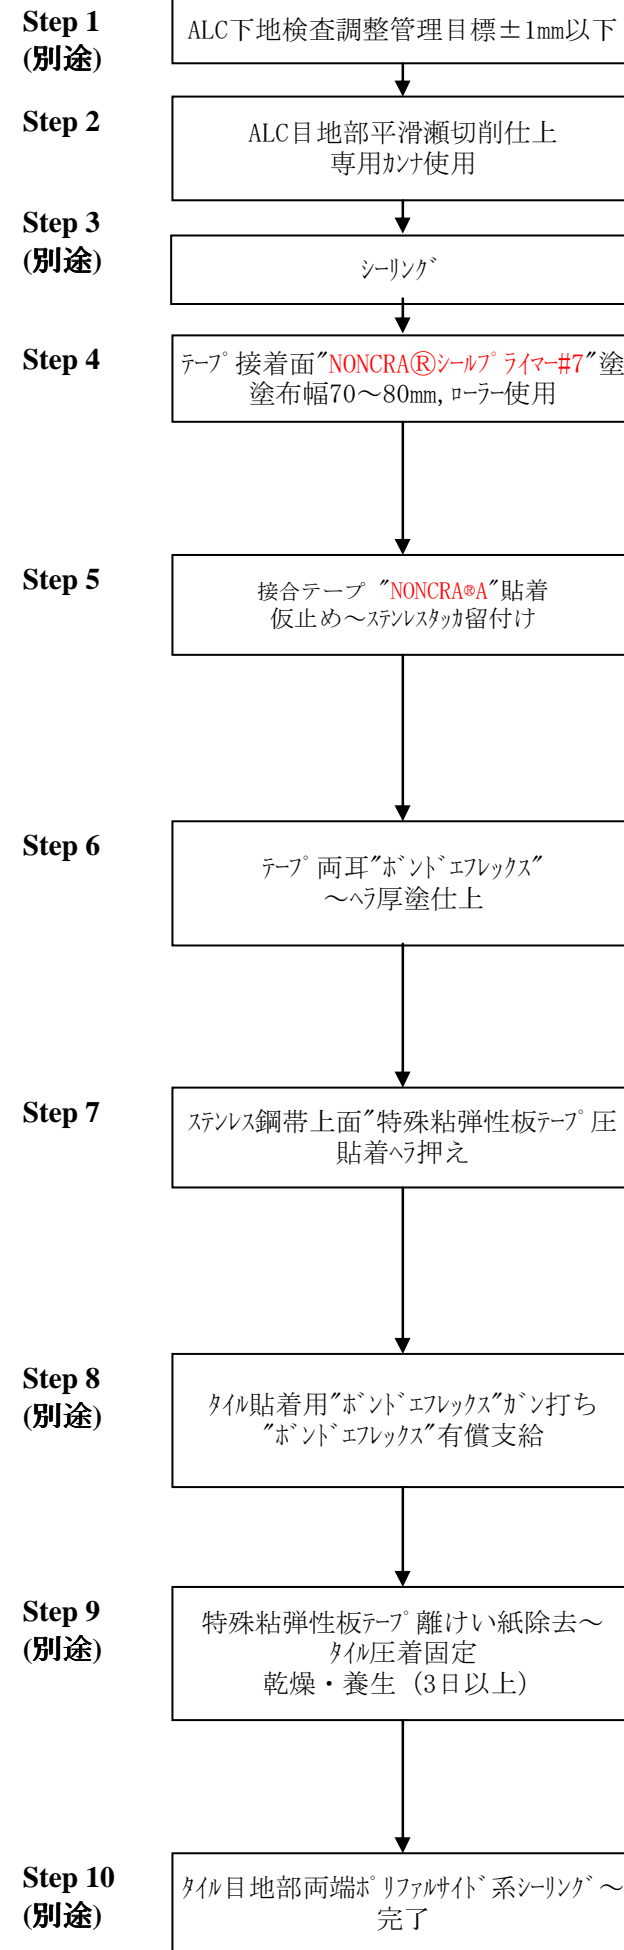 Step 1
(別途)
ALC下地検査調整管理目標±1mm以下
Step 2
ALC目地部平滑瀬切削仕上
専用ｶﾝﾅ使用
Step 3
(別途)
ｼｰﾘﾝｸﾞ
Step 4
ﾃｰﾌﾟ接着面"NONCRAⓇｼｰﾙﾌﾟﾗｲﾏｰ#7"塗
塗布幅70～80mm,ﾛｰﾗｰ使用
Step 5
接合テープ "NONCRA®A"貼着
仮止め～ｽﾃﾝﾚｽﾀｯｶ留付け
Step 6
ﾃｰﾌﾟ両耳"ﾎﾞﾝﾄﾞｴﾌﾚｯｸｽ"
～ﾍﾗ厚塗仕上
Step 7
ｽﾃﾝﾚｽ鋼帯上面"特殊粘弾性板ﾃｰﾌﾟ圧
貼着ﾍﾗ押え
Step 8
(別途)
ﾀｲﾙ貼着用"ﾎﾞﾝﾄﾞｴﾌﾚｯｸｽ"ｶﾞﾝ打ち
"ﾎﾞﾝﾄﾞｴﾌﾚｯｸｽ"有償支給
Step 9
(別途)
特殊粘弾性板ﾃｰﾌﾟ離けい紙除去～
ﾀｲﾙ圧着固定
乾燥・養生（3日以上）
Step 10
(別途)
ﾀｲﾙ目地部両端ﾎﾟﾘﾌｧﾙｻｲﾄﾞ系ｼｰﾘﾝｸﾞ～
完了